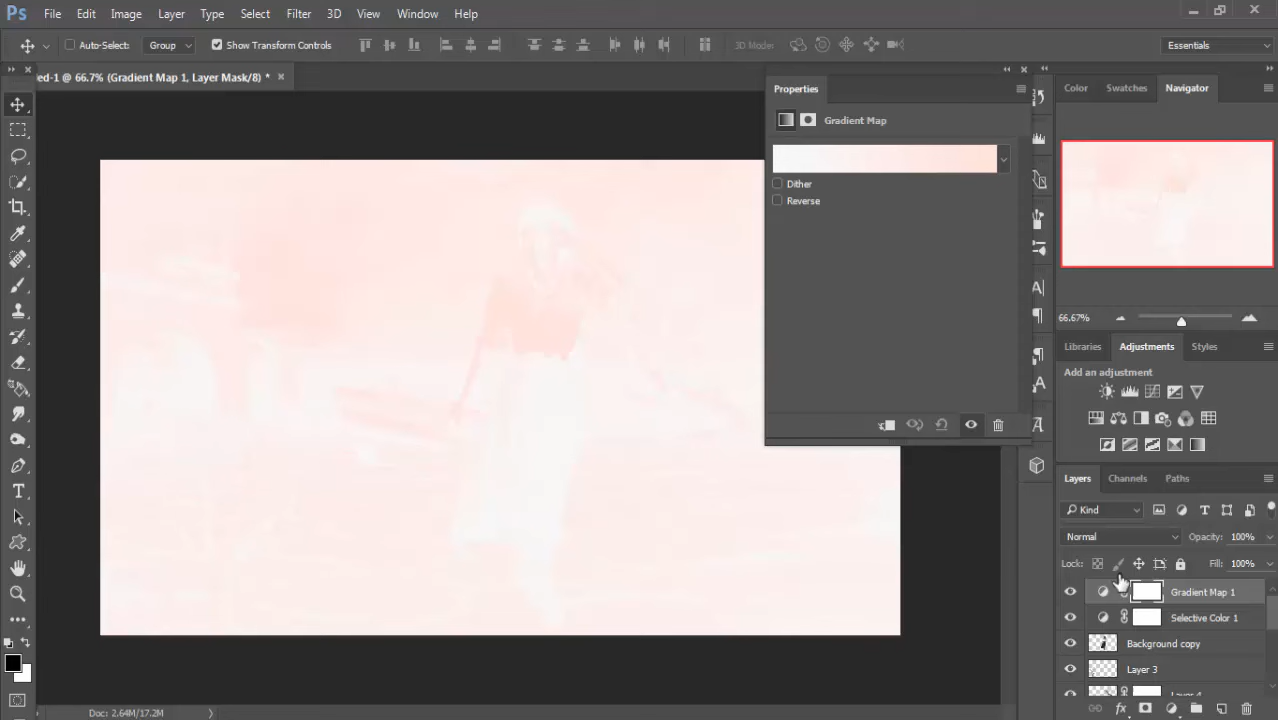 Ps File Edit Image Layer Type Select Filter 3D View Window Help
Auto-Select: Group Show Transform Controls 3D Mode: Essentials
ed-1 @ 66.7% (Gradient Map 1, Layer Mask/8) *
Properties
Gradient Map
Dither
Reverse
Color Swatches Navigator
66.67%
Libraries Adjustments Styles
Add an adjustment
Layers Channels Paths
Kind
Normal Opacity: 100%
Lock: Fill: 100%
Gradient Map 1
Selective Color 1
Background copy
Layer 3
Layer 4
Doc: 2.64M/17.2M